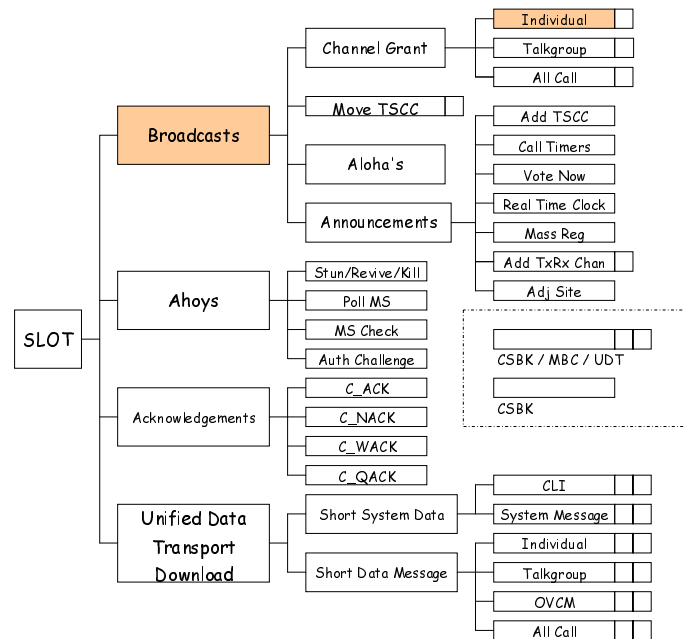 SLOT
Broadcasts
Channel Grant
Individual
Talkgroup
All Call
Move TSCC
Aloha's
Announcements
Add TSCC
Call Timers
Vote Now
Real Time Clock
Mass Reg
Add TxRx Chan
Adj Site
Ahoys
Stun/Revive/Kill
Poll MS
MS Check
Auth Challenge
Acknowledgements
C_ACK
C_NACK
C_WACK
C_QACK
Unified Data
Transport
Download
Short System Data
CLI
System Message
Short Data Message
Individual
Talkgroup
OVCM
All Call
CSBK / MBC / UDT
CSBK